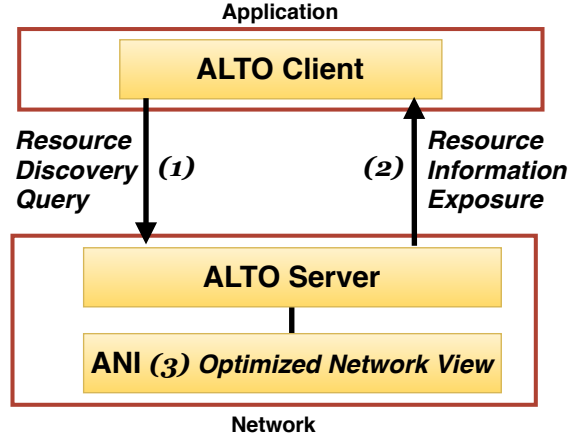 Application
ALTO Client
Resource
Discovery
Query
(1)
(2)
Resource
Information
Exposure
ALTO Server
ANI (3) Optimized Network View
Network